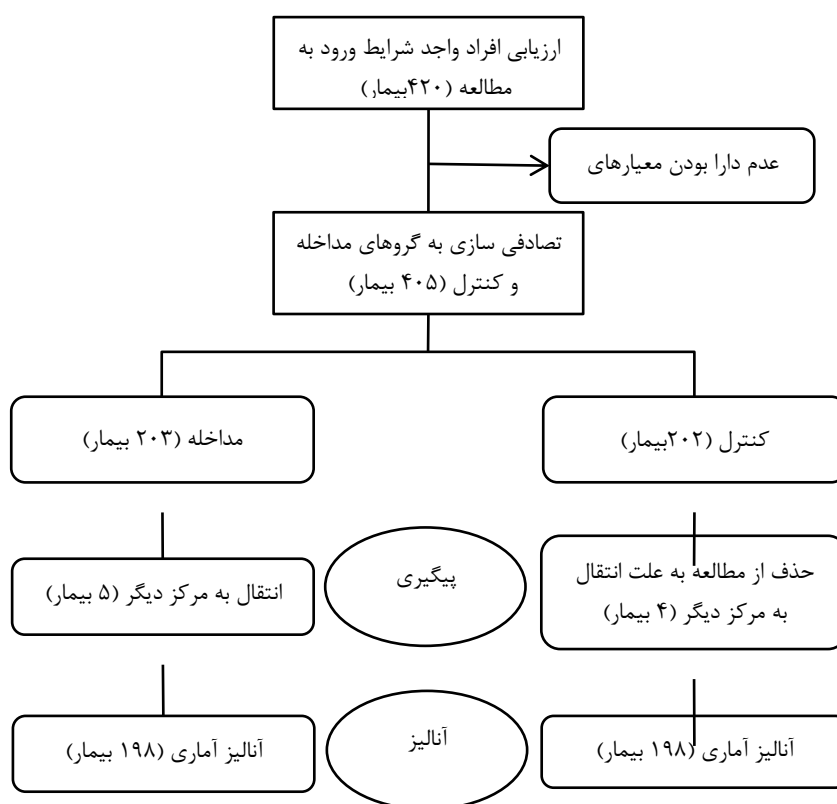 ارزیابی افراد واجد شرایط ورود به
مطالعه (۴۲۰بیمار)
عدم دارا بودن معیارهای
تصادفی سازی به گروهای مداخله
و کنترل (۴۰۵ بیمار)
کنترل (۲۰۲بیمار)
مداخله (۲۰۳ بیمار)
حذف از مطالعه به علت انتقال
به مرکز دیگر (۴ بیمار)
پیگیری
انتقال به مرکز دیگر (۵ بیمار)
آنالیز آماری (۱۹۸ بیمار)
آنالیز
آنالیز آماری (۱۹۸ بیمار)